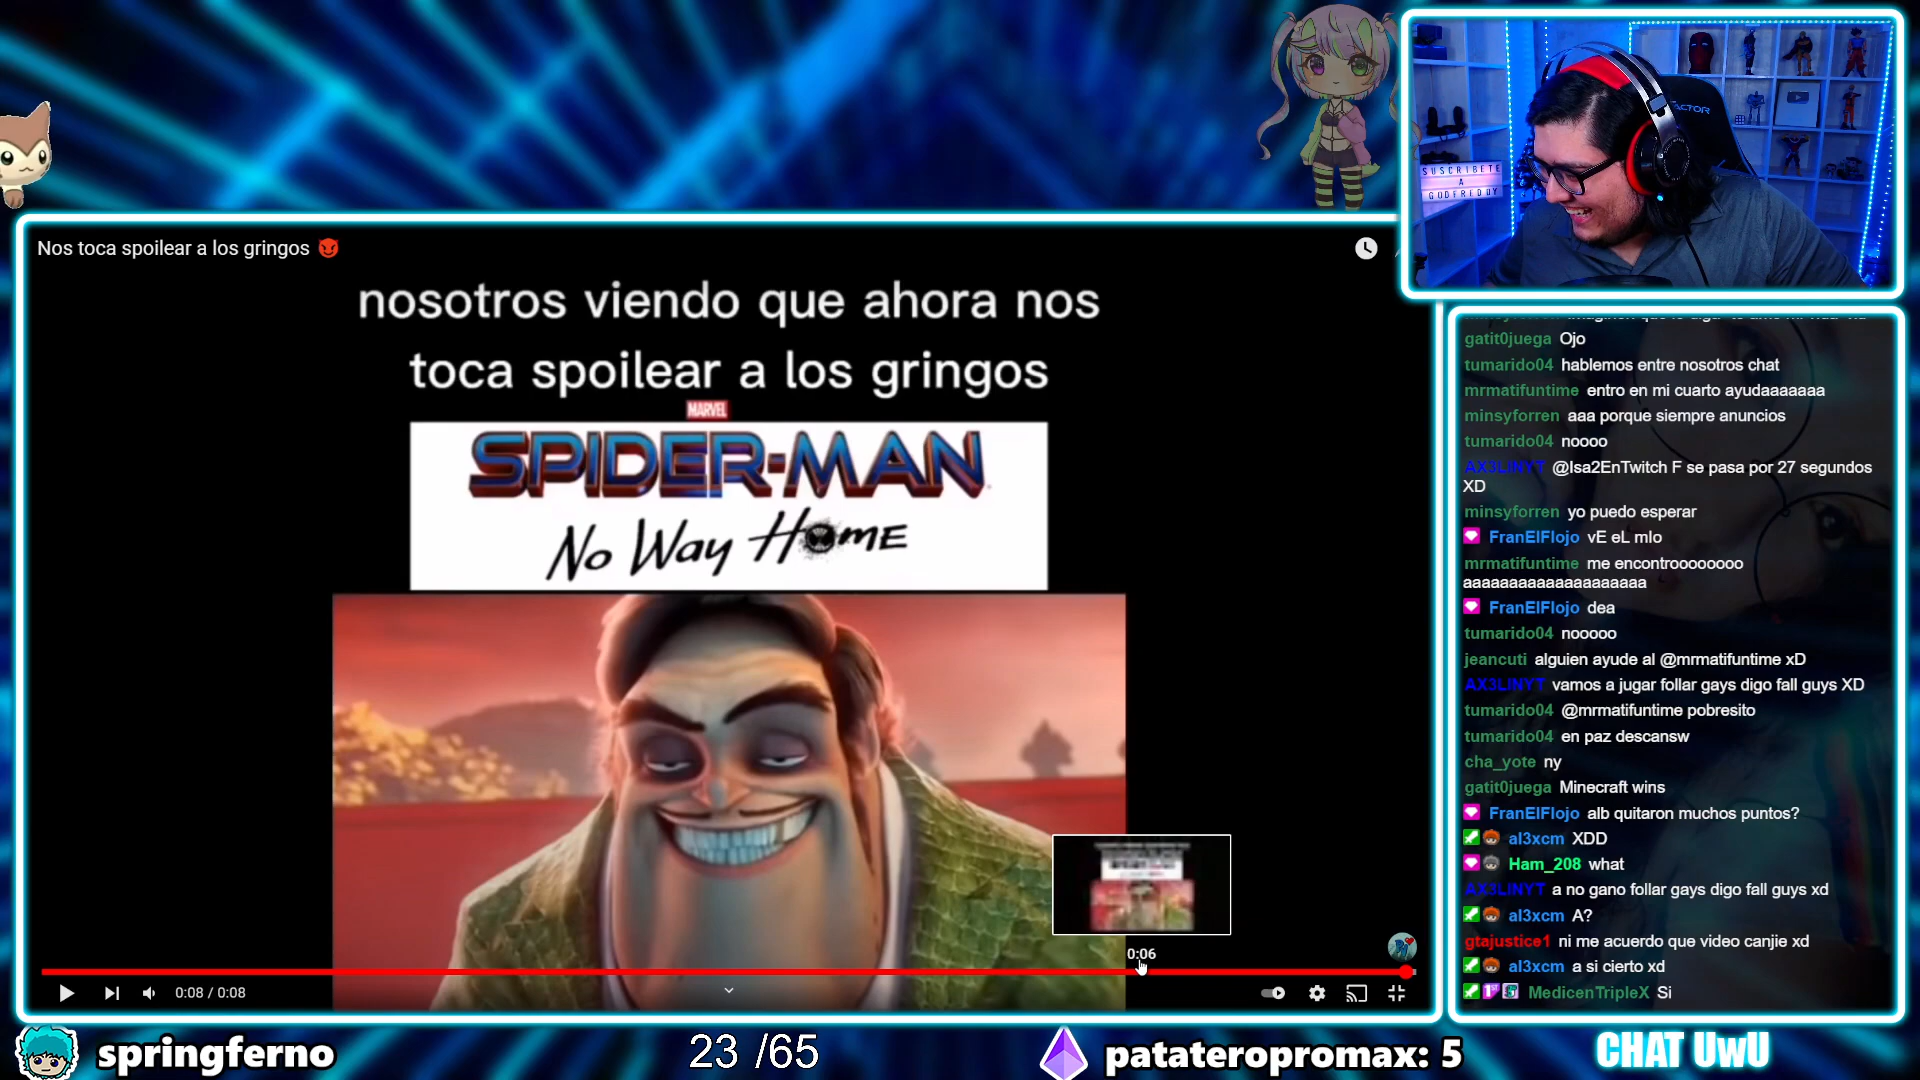 Nos toca spoilear a los gringos
nosotros viendo que ahora nos
toca spoilear a los gringos
MARVEL
SPIDER-MAN
No Way Home
0:06
0:08 / 0:08
ACTOR
SUSCRIBETE
A
GODFREDDY
gatit0juega Ojo
tumarido04 hablemos entre nosotros chat
mrmatifuntime entro en mi cuarto ayudaaaaaaa
minsyforren aaa porque siempre anuncios
tumarido04 noooo
AX3LINYT @Isa2EnTwitch F se pasa por 27 segundos
XD
minsyforren yo puedo esperar
FranElFlojo vE eL mIo
mrmatifuntime me encontroooooooo
aaaaaaaaaaaaaaaaaaaa
FranElFlojo dea
tumarido04 nooooo
jeancuti alguien ayude al @mrmatifuntime xD
AX3LINYT vamos a jugar follar gays digo fall guys XD
tumarido04 @mrmatifuntime pobresito
tumarido04 en paz descansw
cha_yote ny
gatit0juega Minecraft wins
FranElFlojo alb quitaron muchos puntos?
al3xcm XDD
Ham_208 what
AX3LINYT a no gano follar gays digo fall guys xd
al3xcm A?
gtajustice1 ni me acuerdo que video canjie xd
al3xcm a si cierto xd
MedicenTripleX Si
springferno
23 /65
patateropromax: 5
CHAT UwU